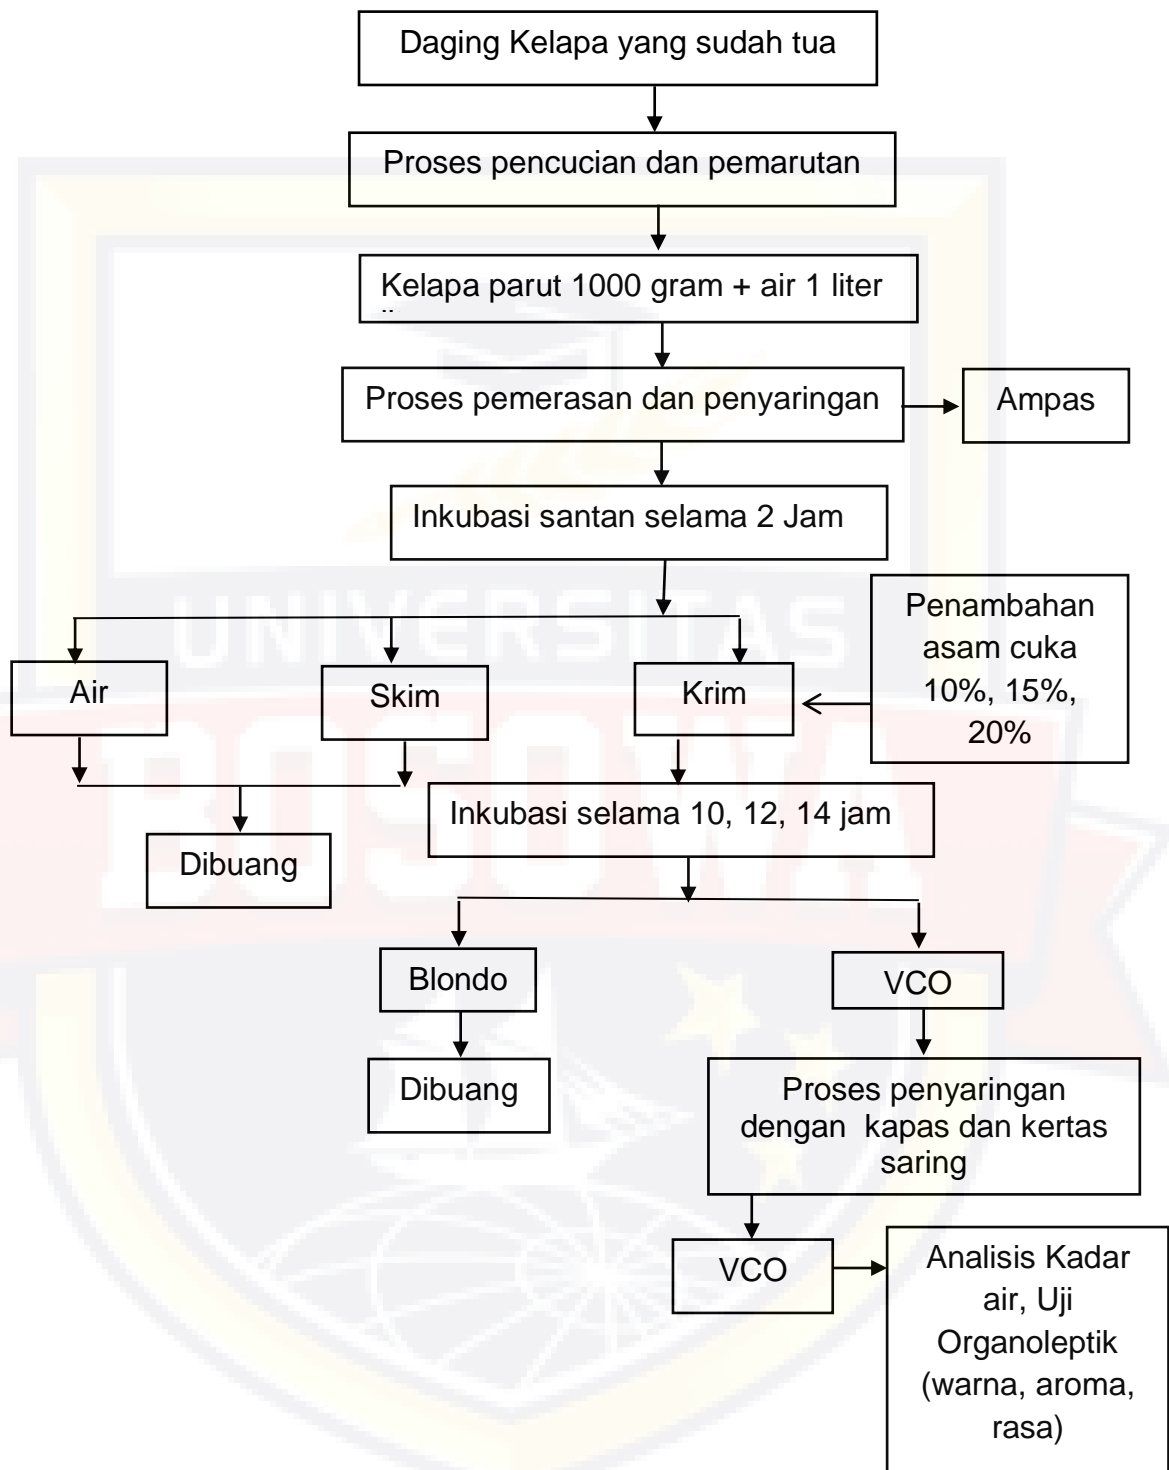 Daging Kelapa yang sudah tua
Proses pencucian dan pemarutan
Kelapa parut 1000 gram + air 1 liter
Proses pemerasan dan penyaringan
Ampas
Inkubasi santan selama 2 Jam
Penambahan
asam cuka
10%, 15%,
20%
UNIVERSITAS
Air
Skim
Krim
BOSOWA
Inkubasi selama 10, 12, 14 jam
Dibuang
Blondo
VCO
Dibuang
Proses penyaringan
dengan  kapas dan kertas
saring
VCO
Analisis Kadar
air, Uji
Organoleptik
(warna, aroma,
rasa)